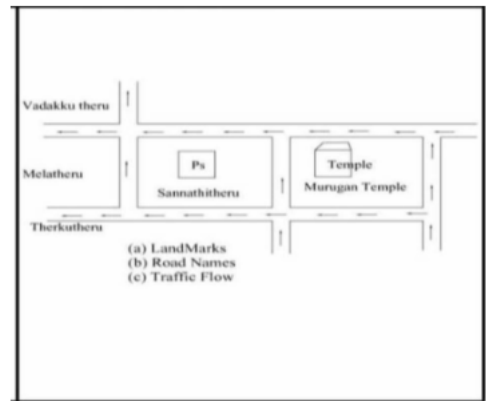 Vadakku theru
Melatheru
Ps
Sannathitheru
Temple
Murugan Temple
Therkutheru
(a) LandMarks
(b) Road Names
(c) Traffic Flow